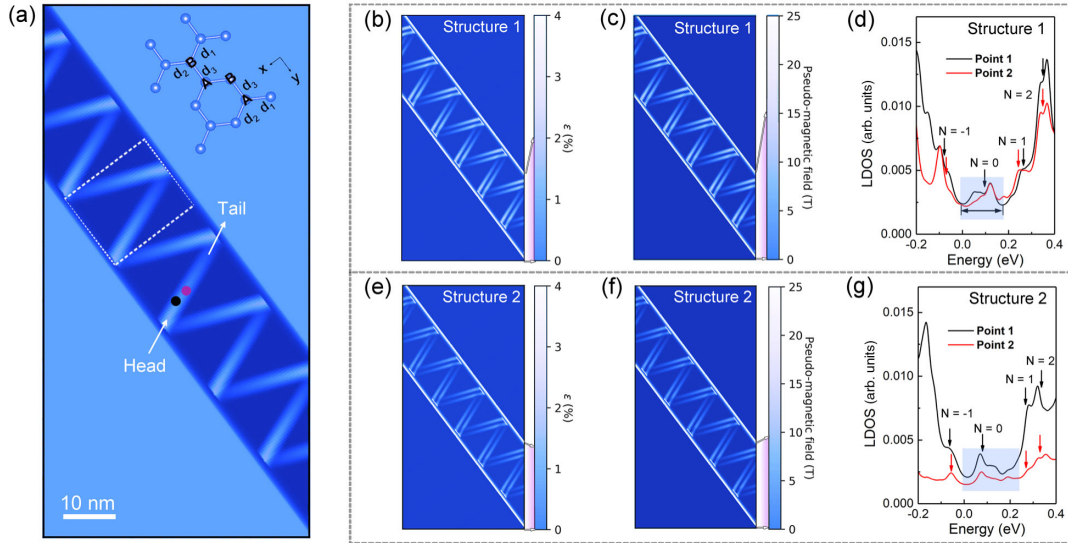 (a)
d₁
d₂
B
d₃
A
B
d₃
A
d₂
d₁
x
y
Tail
Head
10 nm
(b)
Structure 1
4
3
2
1
0
ε (%)
(c)
Structure 1
25
20
15
10
5
0
Pseudo-magnetic field (T)
(d)
Structure 1
Point 1
Point 2
N = 2
N = -1
N = 1
N = 0
0.015
0.010
0.005
0.000
LDOS (arb. units)
-0.2 0.0 0.2 0.4
Energy (eV)
(e)
Structure 2
4
3
2
1
0
ε (%)
(f)
Structure 2
25
20
15
10
5
0
Pseudo-magnetic field (T)
(g)
Structure 2
Point 1
Point 2
N = 2
N = 1
N = -1
N = 0
0.015
0.010
0.005
0.000
LDOS (arb. units)
-0.2 0.0 0.2 0.4
Energy (eV)